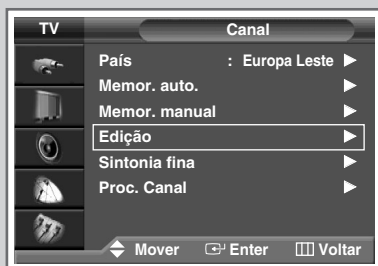 TV Canal
País : Europa Leste
Memor. auto.
Memor. manual
Edição
Sintonia fina
Proc. Canal
Mover Enter Voltar